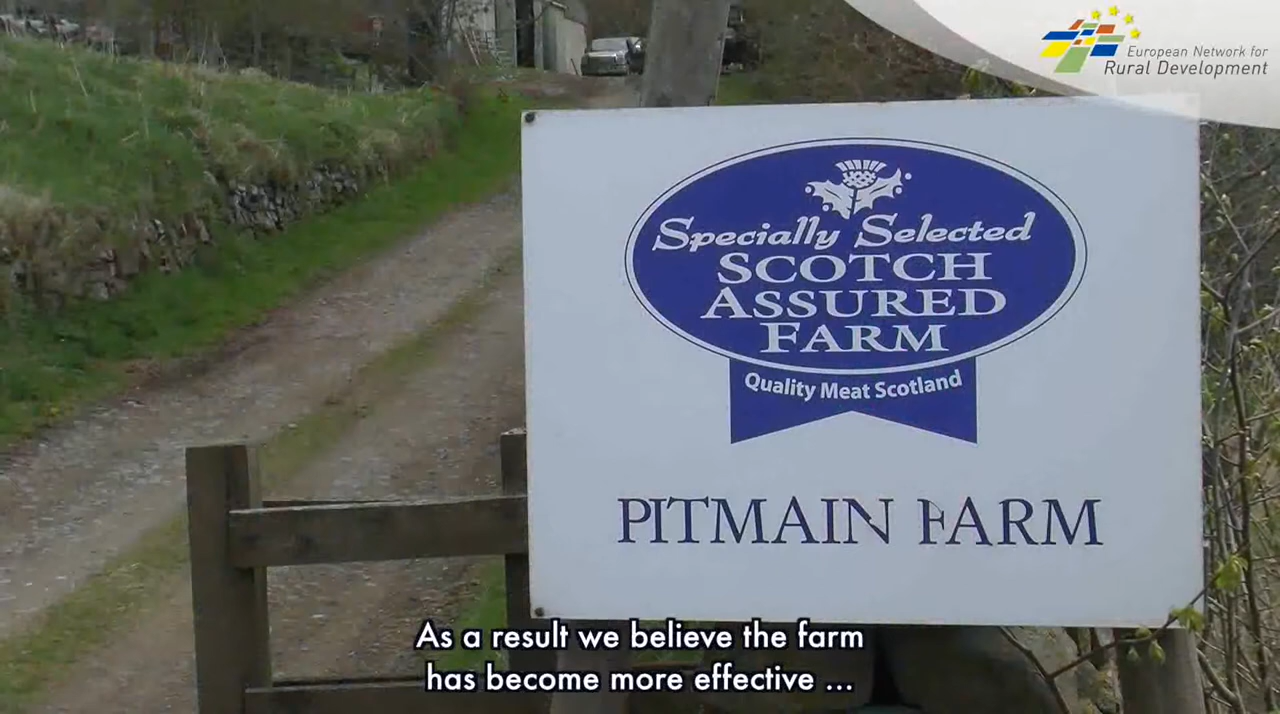 European Network for
Rural Development
Specially Selected
SCOTCH
ASSURED
FARM
Quality Meat Scotland
PITMAIN FARM
As a result we believe the farm
has become more effective ...